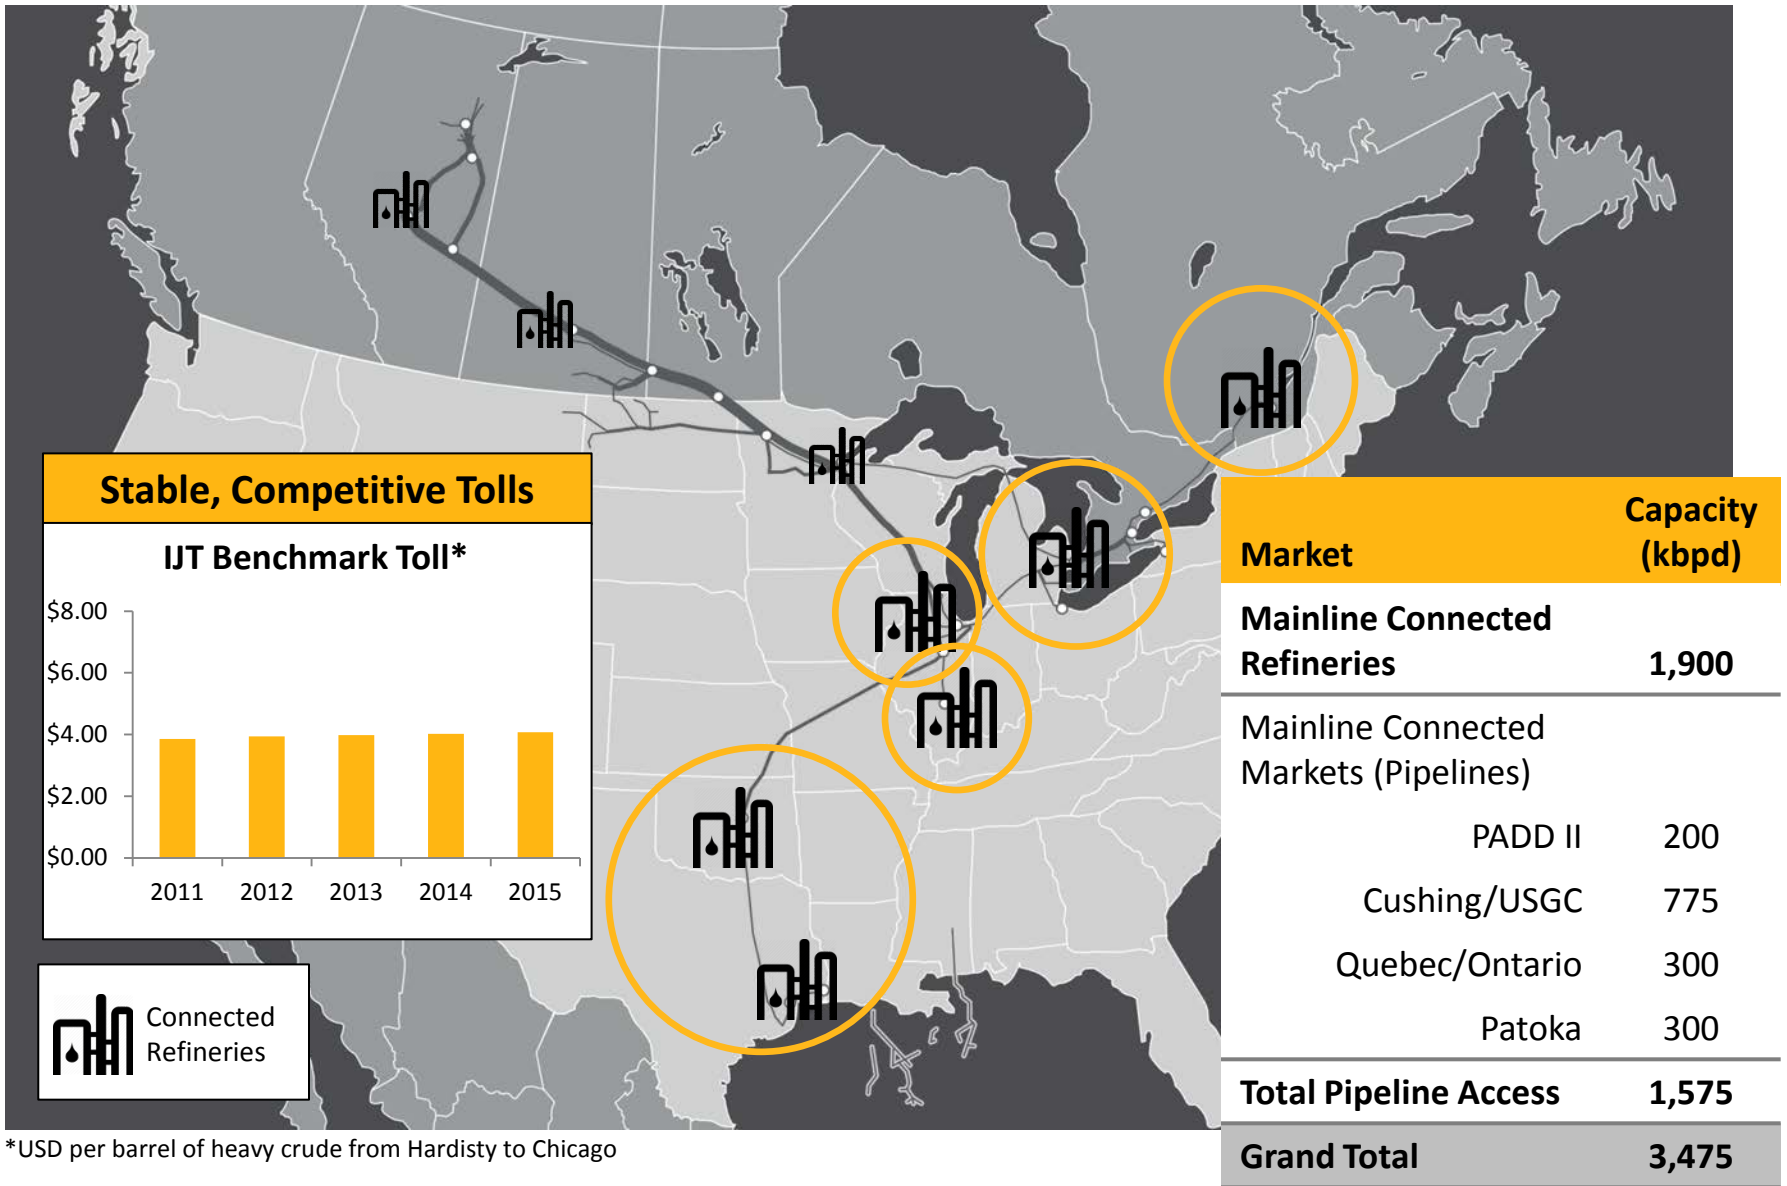 Stable, Competitive Tolls
IJT Benchmark Toll*
$8.00
$6.00
$4.00
$2.00
$0.00
2011 2012 2013 2014 2015
Connected
Refineries
*USD per barrel of heavy crude from Hardisty to Chicago
Capacity
Market (kbpd)
Mainline Connected
Refineries 1,900
Mainline Connected
Markets (Pipelines)
PADD II 200
Cushing/USGC 775
Quebec/Ontario 300
Patoka 300
Total Pipeline Access 1,575
Grand Total 3,475